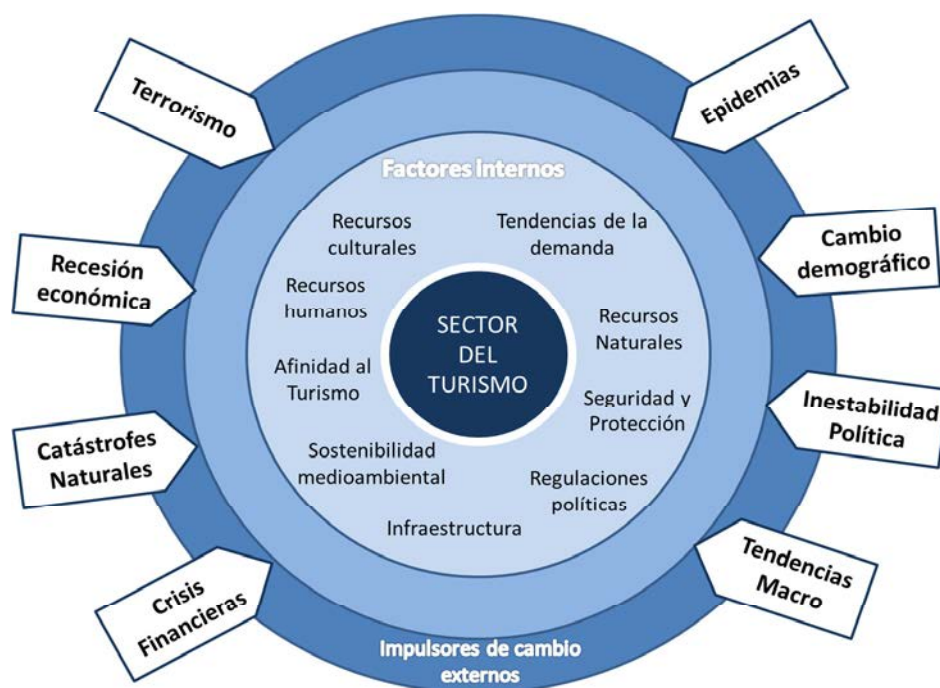 Terrorismo
Epidemias
Factores Internos
Recursos
culturales
Tendencias de la
demanda
Recesión
económica
Cambio
demográfico
Recursos
humanos
SECTOR
DEL
TURISMO
Recursos
Naturales
Afinidad al
Turismo
Seguridad y
Protección
Catástrofes
Naturales
Inestabilidad
Política
Sostenibilidad
medioambiental
Regulaciones
políticas
Infraestructura
Crisis
Financieras
Tendencias
Macro
Impulsores de cambio
externos